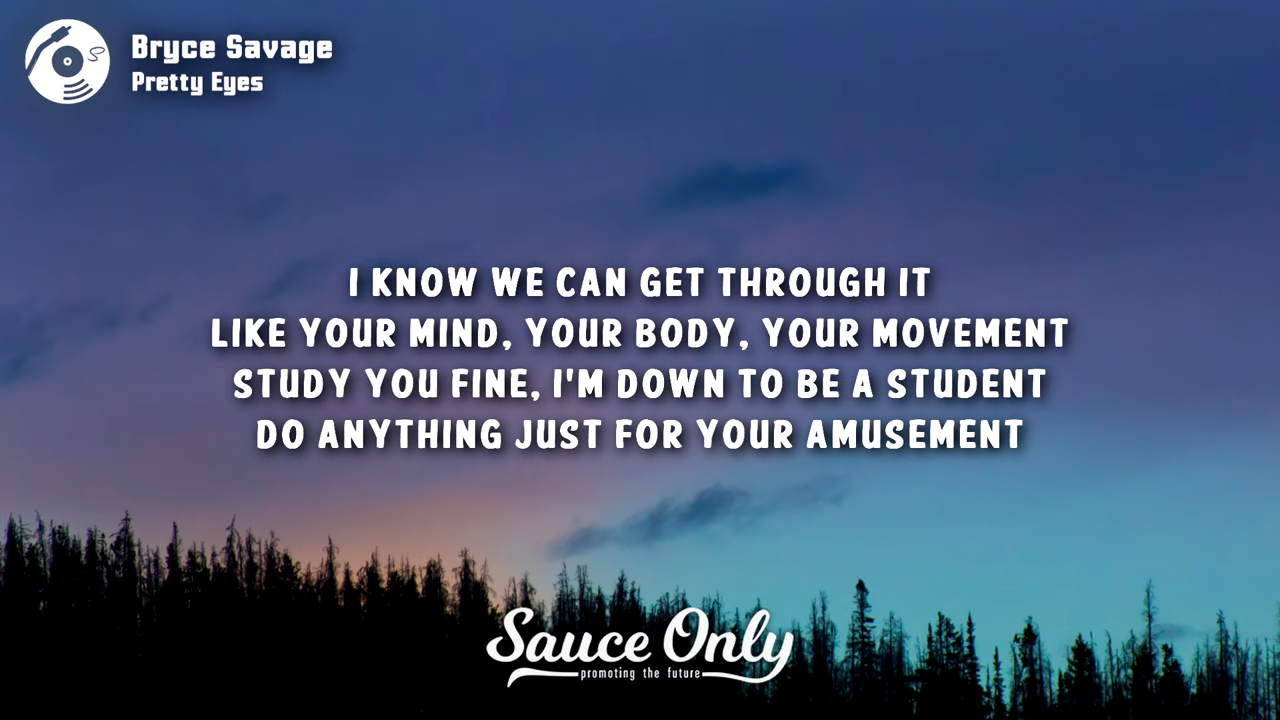 Bryce Savage
Pretty Eyes
I KNOW WE CAN GET THROUGH IT
LIKE YOUR MIND, YOUR BODY, YOUR MOVEMENT
STUDY YOU FINE, I'M DOWN TO BE A STUDENT
DO ANYTHING JUST FOR YOUR AMUSEMENT
Sauce Only
promoting the future